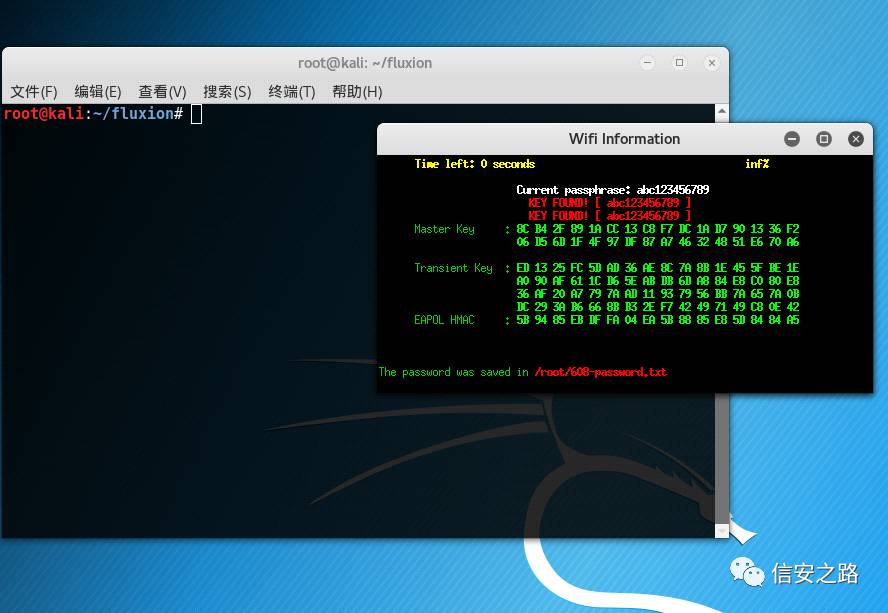 root@kali: ~/fluxion
文件(F) 编辑(E) 查看(V) 搜索(S) 终端(T) 帮助(H)
root@kali:~/fluxion#
Wifi Information
Time left: 0 seconds inf%
Current passphrase: abc123456789
KEY FOUND! [ abc123456789 ]
KEY FOUND! [ abc123456789 ]
Master Key : 8C B4 2F 89 1A CC 13 C8 F7 DC 1A D7 90 13 36 F2
06 D5 6D 1F 4F 97 DF 87 A7 46 32 48 51 E6 70 A6
Transient Key : ED 13 25 FC 5D AD 36 AE 8C 7A 8B 1E 45 5F BE 1E
A0 90 AF 61 1C D6 5E AB DB 6D A8 84 E8 C0 80 E8
36 AF 20 A7 79 7A AD 11 93 79 56 BB 7A 65 7A 0B
DC 29 3A B6 66 8B B3 2E F7 42 49 71 49 C8 0E 42
EAPOL HMAC : 5B 94 85 EB DF FA 04 EA 5B 88 85 E8 5D 84 84 A5
The password was saved in /root/608-password.txt
信安之路